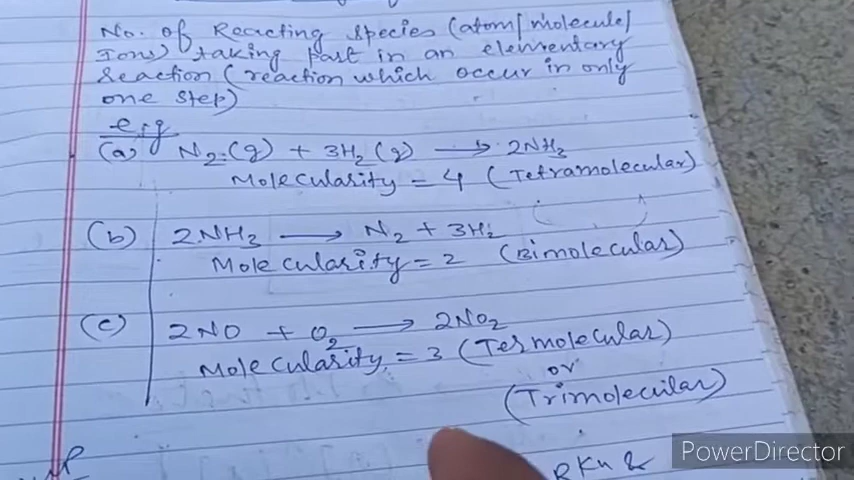 No. of Reacting species (atom/molecule/
Ions) taking part in an elementary
reaction (reaction which occur in only
one step)
e.g
(a) N2(g) + 3H2(g) → 2NH3
Molecularity = 4 (Tetramolecular)
(b) 2NH3 → N2 + 3H2
Molecularity = 2 (Bimolecular)
(c) 2NO + O2 → 2NO2
Molecularity = 3 (Termolecular)
or
(Trimolecular)
PowerDirector